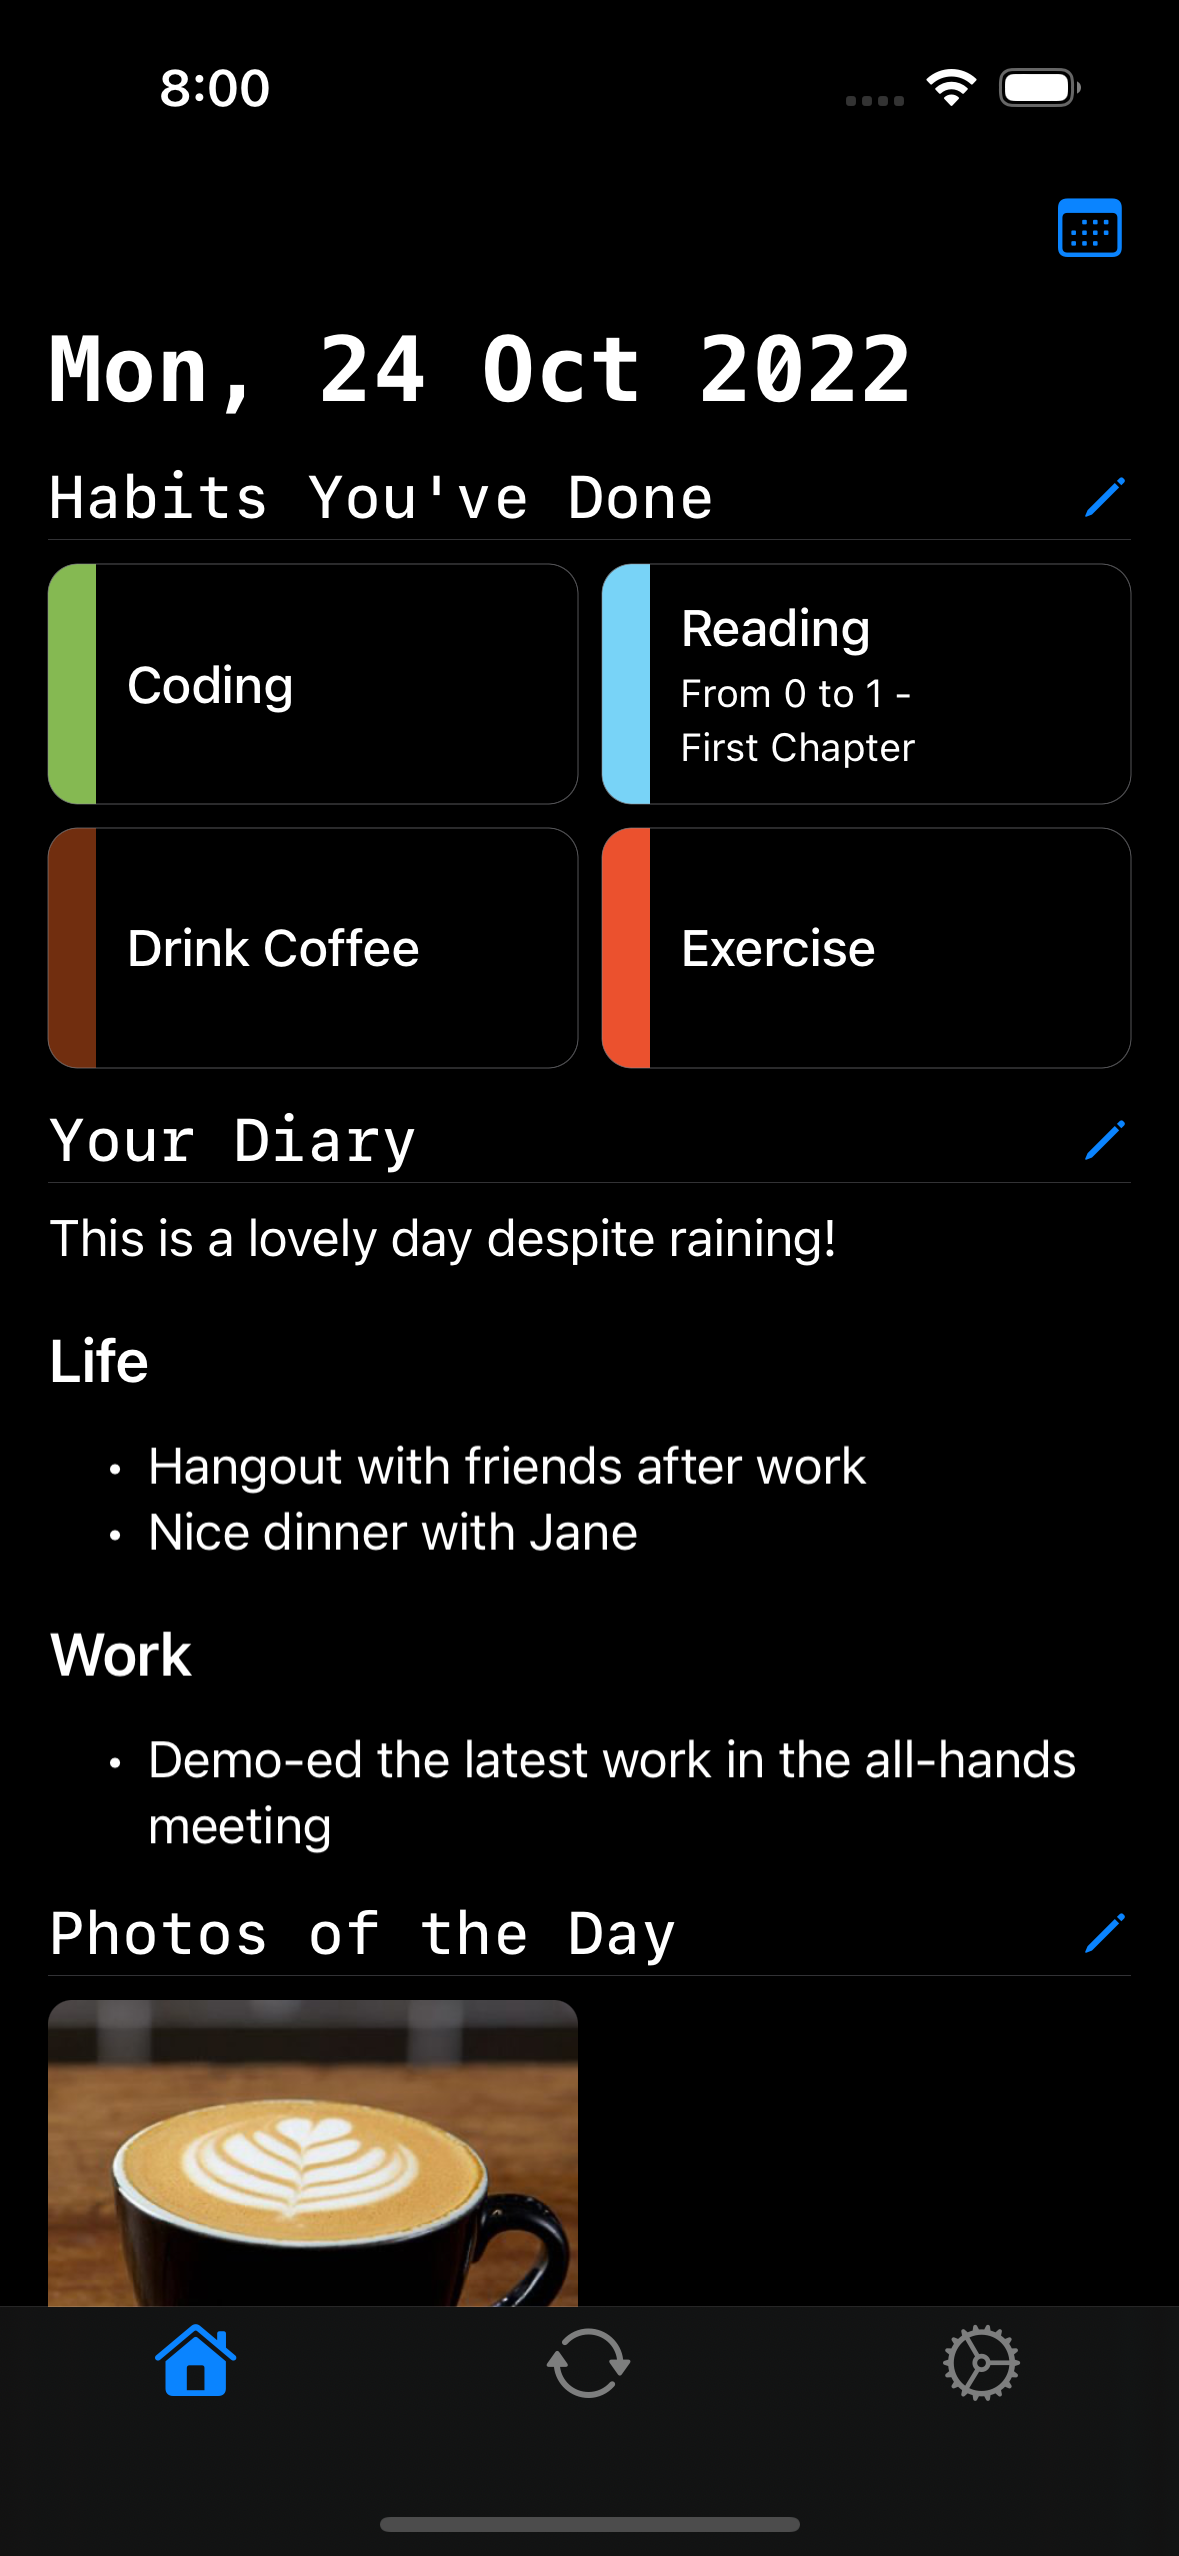 8:00
Mon, 24 Oct 2022
Habits You've Done
Coding
Reading
From 0 to 1 -
First Chapter
Drink Coffee
Exercise
Your Diary
This is a lovely day despite raining!
Life
• Hangout with friends after work
• Nice dinner with Jane
Work
• Demo-ed the latest work in the all-hands
meeting
Photos of the Day